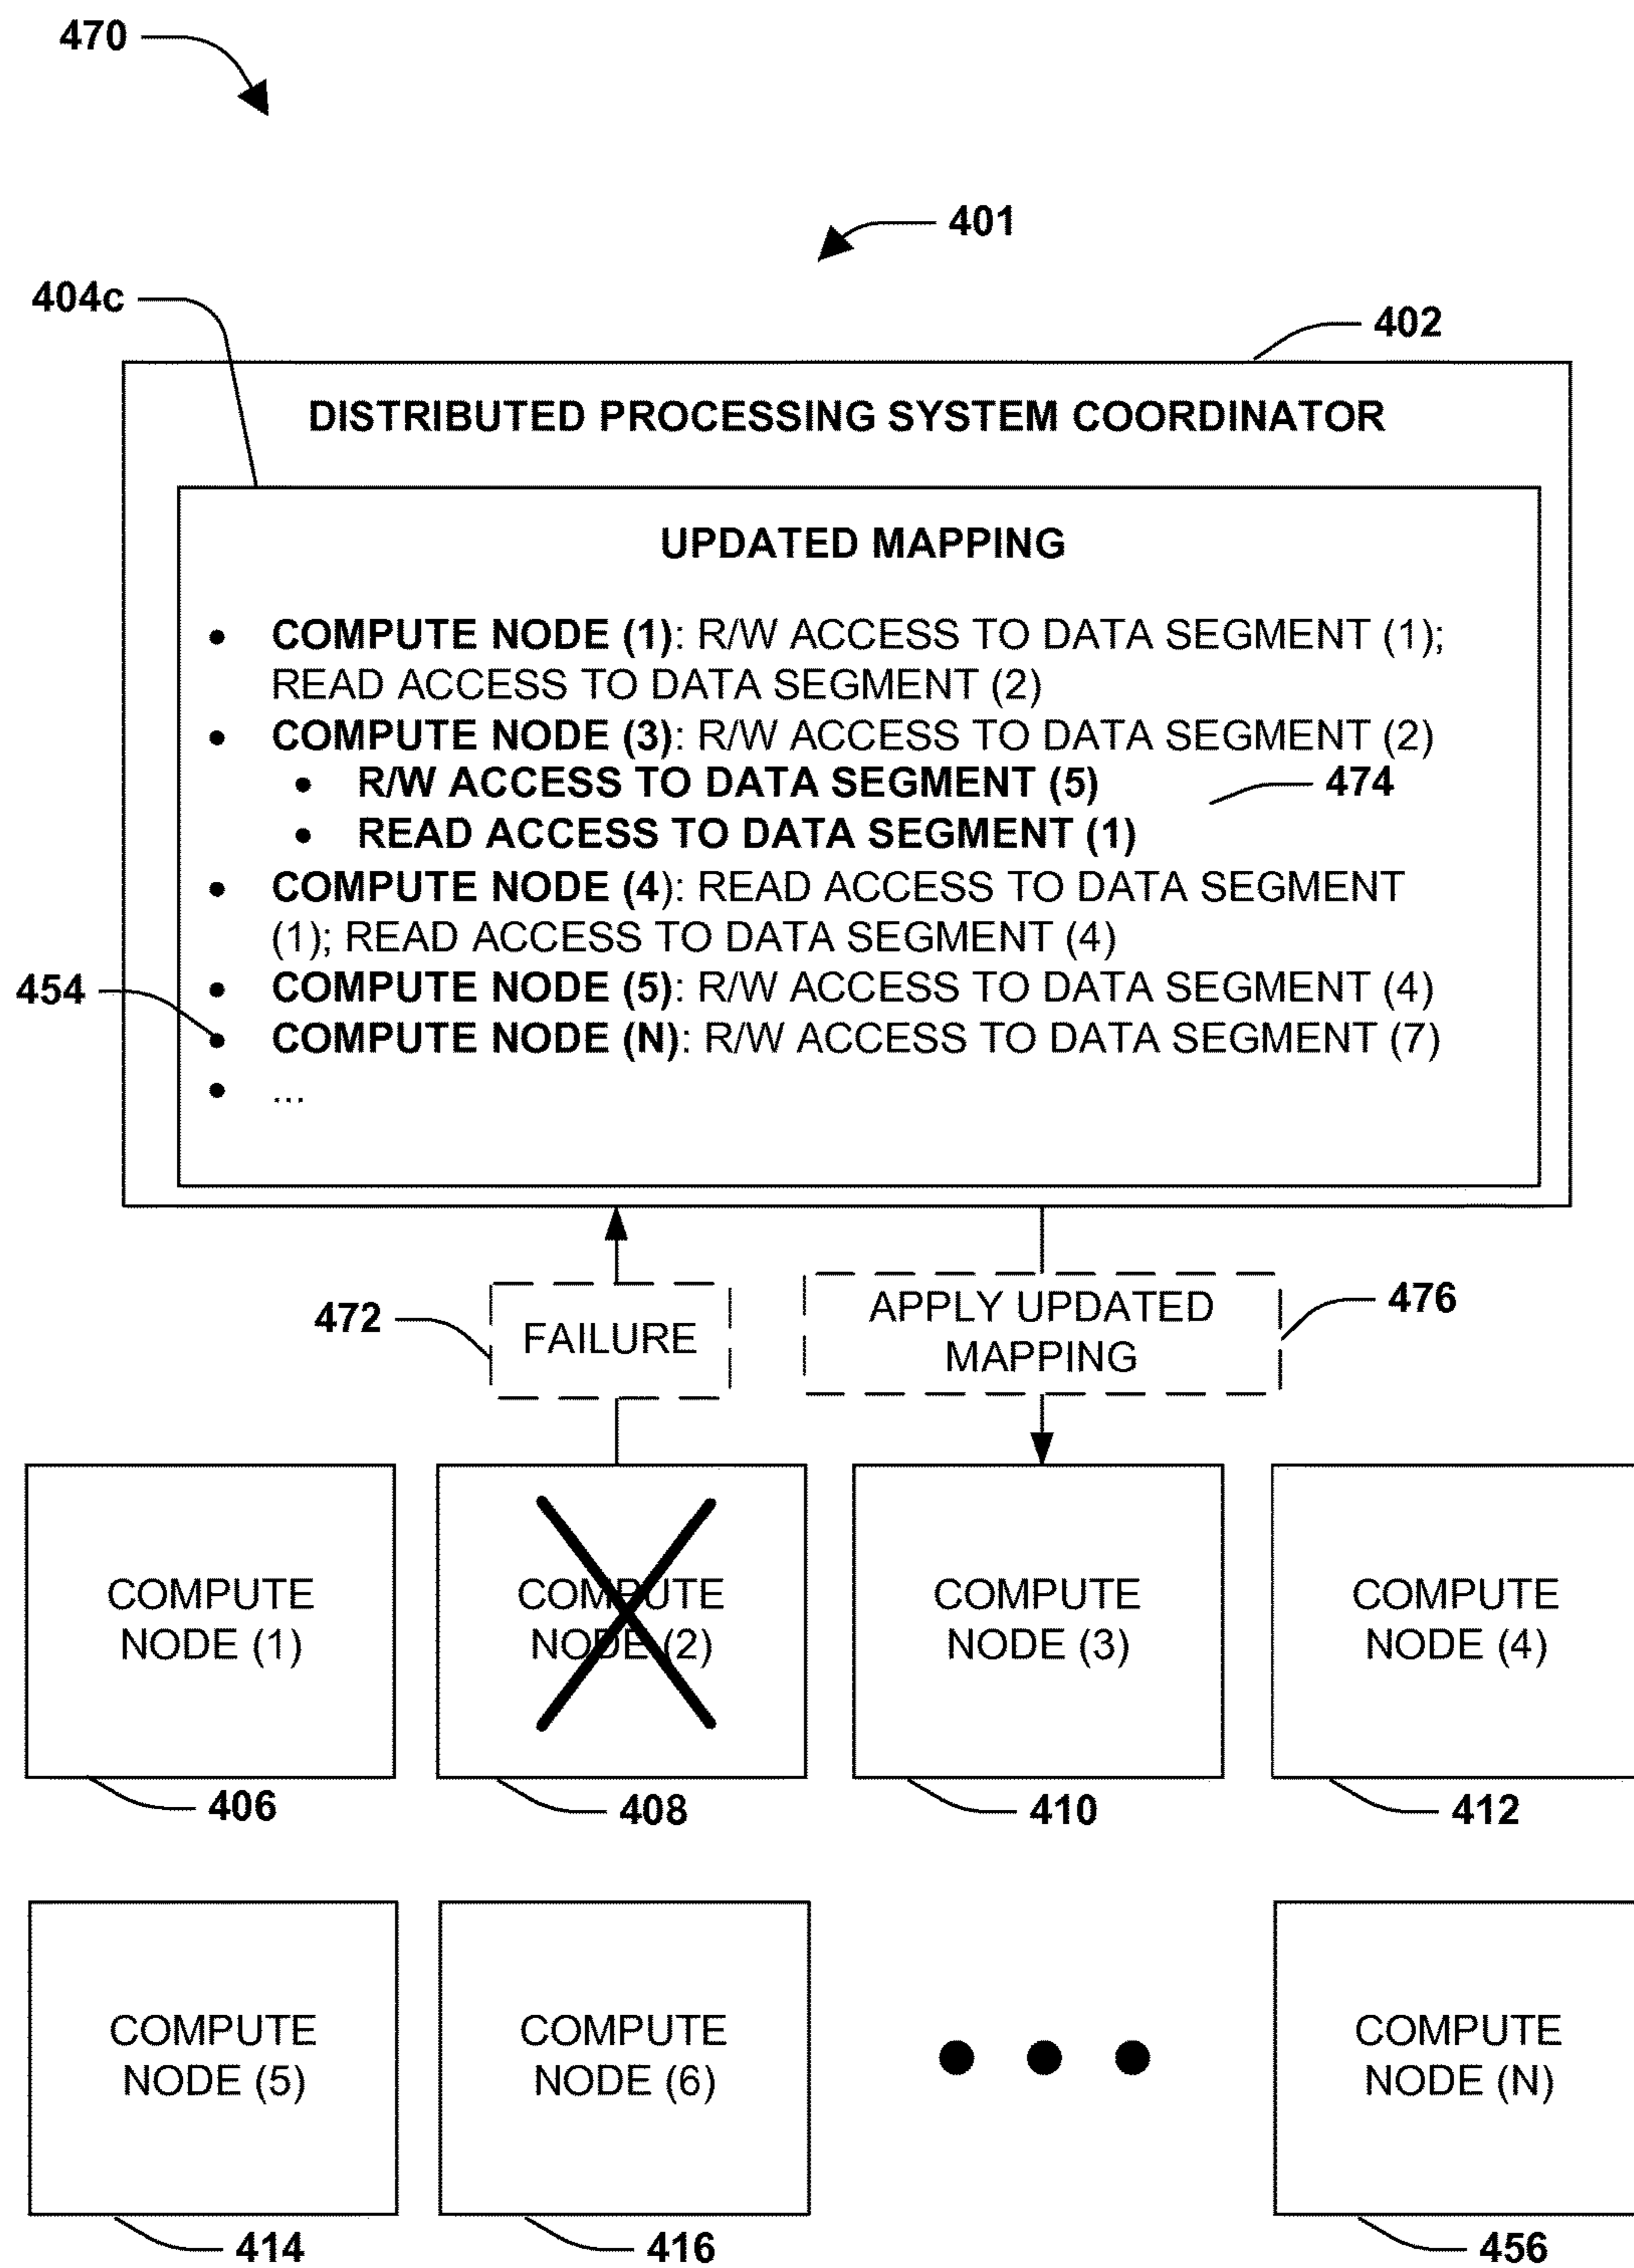 470
401
404c
402
DISTRIBUTED PROCESSING SYSTEM COORDINATOR
UPDATED MAPPING
• COMPUTE NODE (1): R/W ACCESS TO DATA SEGMENT (1);
READ ACCESS TO DATA SEGMENT (2)
• COMPUTE NODE (3): R/W ACCESS TO DATA SEGMENT (2)
• R/W ACCESS TO DATA SEGMENT (5)
474
• READ ACCESS TO DATA SEGMENT (1)
• COMPUTE NODE (4): READ ACCESS TO DATA SEGMENT
(1); READ ACCESS TO DATA SEGMENT (4)
454
• COMPUTE NODE (5): R/W ACCESS TO DATA SEGMENT (4)
• COMPUTE NODE (N): R/W ACCESS TO DATA SEGMENT (7)
• ...
472
FAILURE
APPLY UPDATED
MAPPING
476
COMPUTE
NODE (1)
COMPUTE
NODE (2)
COMPUTE
NODE (3)
COMPUTE
NODE (4)
406
408
410
412
COMPUTE
NODE (5)
COMPUTE
NODE (6)
COMPUTE
NODE (N)
414
416
456